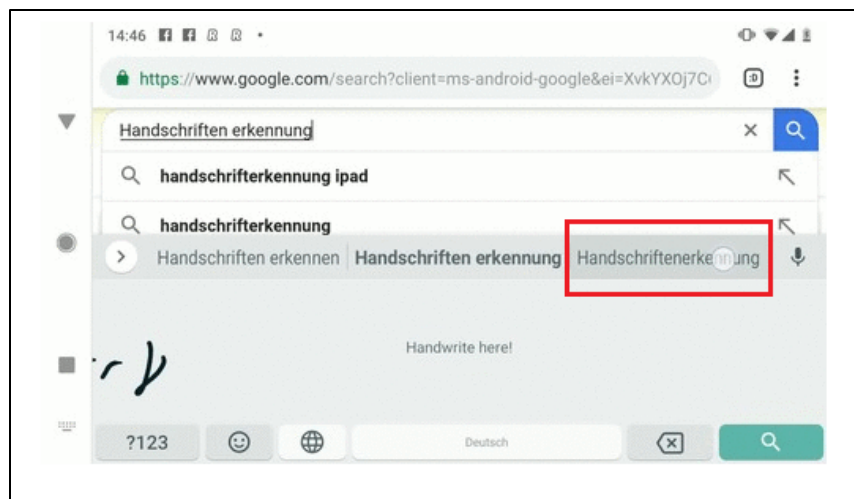 14:46
https://www.google.com/search?client=ms-android-google&ei=XvkYXOj7C
:D
Handschriften erkennung
handschrifterkennung ipad
handschrifterkennung
Handschriften erkennen Handschriften erkennung Handschriftenerkennung
Handwrite here!
?123 Deutsch